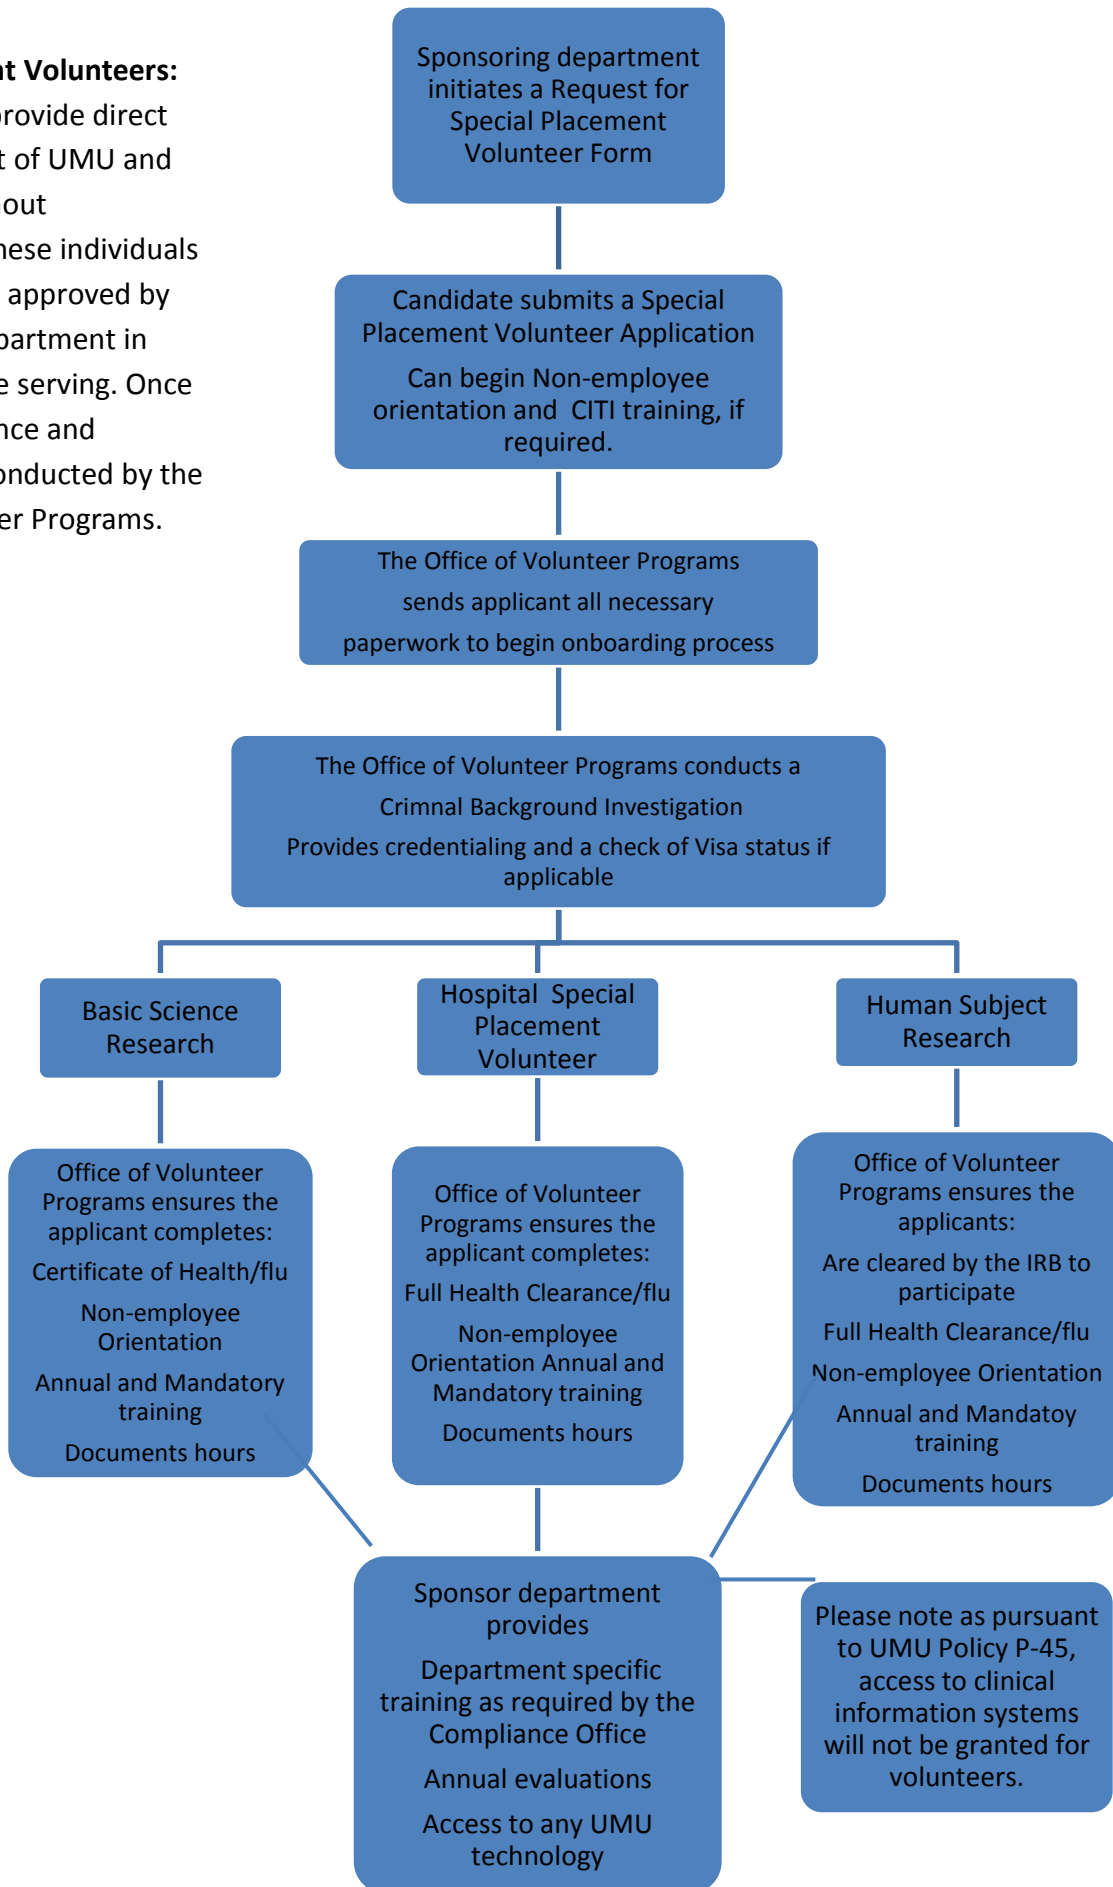 nt Volunteers:
provide direct
t of UMU and
hout
hese individuals
approved by
partment in
e serving. Once
nce and
onducted by the
er Programs.
Sponsoring department
initiates a Request for
Special Placement
Volunteer Form
Candidate submits a Special
Placement Volunteer Application
Can begin Non-employee
orientation and CITI training, if
required.
The Office of Volunteer Programs
sends applicant all necessary
paperwork to begin onboarding process
The Office of Volunteer Programs conducts a
Crimnal Background Investigation
Provides credentialing and a check of Visa status if
applicable
Basic Science
Research
Hospital Special
Placement
Volunteer
Human Subject
Research
Office of Volunteer
Programs ensures the
applicant completes:
Certificate of Health/flu
Non-employee
Orientation
Annual and Mandatory
training
Documents hours
Office of Volunteer
Programs ensures the
applicant completes:
Full Health Clearance/flu
Non-employee
Orientation Annual and
Mandatory training
Documents hours
Office of Volunteer
Programs ensures the
applicants:
Are cleared by the IRB to
participate
Full Health Clearance/flu
Non-employee Orientation
Annual and Mandatoy
training
Documents hours
Sponsor department
provides
Department specific
training as required by the
Compliance Office
Annual evaluations
Access to any UMU
technology
Please note as pursuant
to UMU Policy P-45,
access to clinical
information systems
will not be granted for
volunteers.